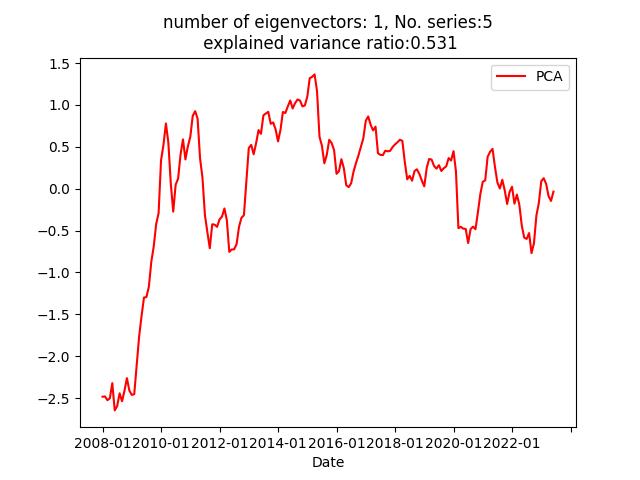 number of eigenvectors: 1, No. series:5
explained variance ratio:0.531
PCA
1.5
1.0
0.5
0.0
−0.5
−1.0
−1.5
−2.0
−2.5
2008-01 2010-01 2012-01 2014-01 2016-01 2018-01 2020-01 2022-01
Date